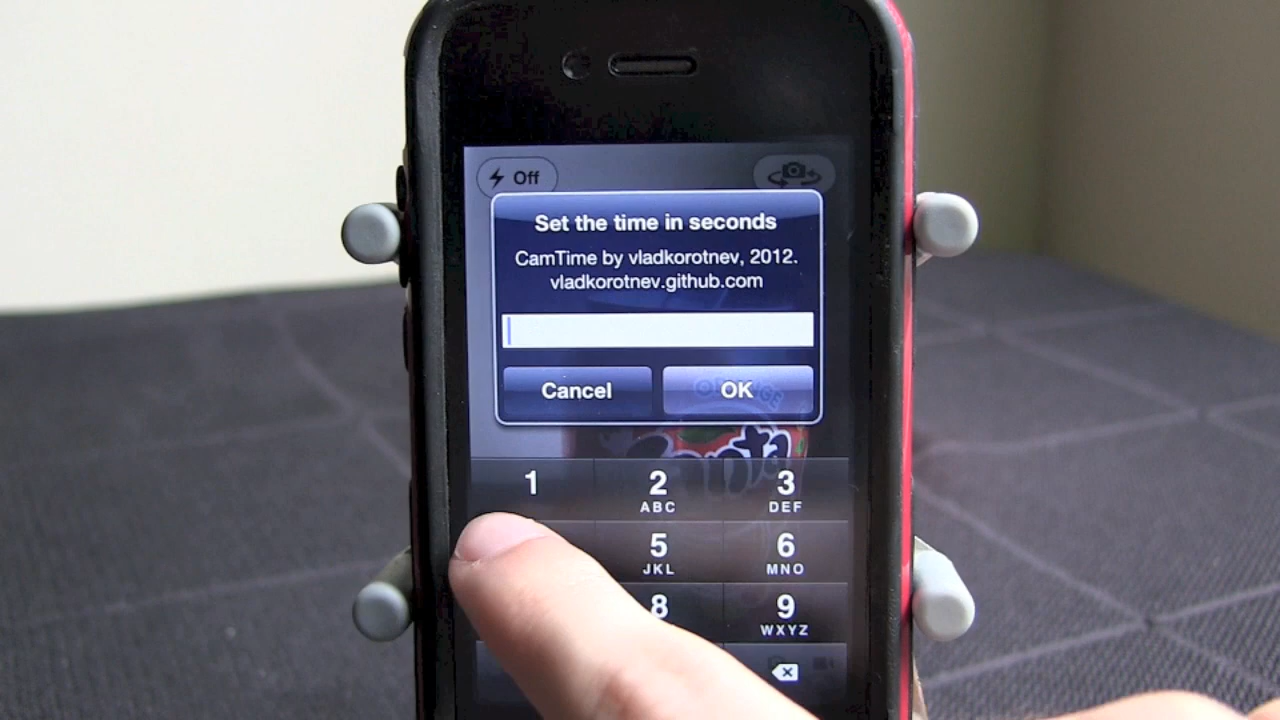 Off
Set the time in seconds
CamTime by vladkorotnev, 2012.
vladkorotnev.github.com
Cancel
OK
1
2
3
ABC
DEF
5
6
JKL
MNO
8
9
WXYZ